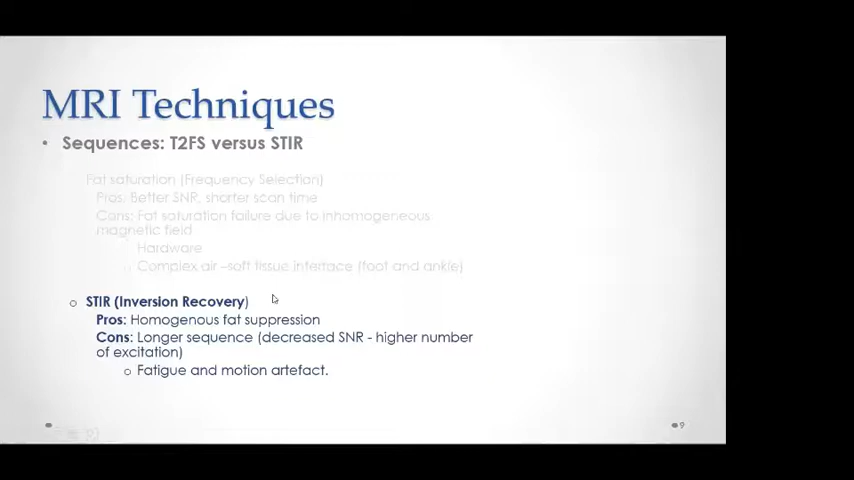 MRI Techniques
• Sequences: T2FS versus STIR
Fat saturation (Frequency Selection)
Pros: Better SNR, shorter scan time
Cons: Fat saturation failure due to inhomogeneous
magnetic field
Hardware
Complex air –soft tissue interface (foot and ankle)
STIR (Inversion Recovery)
Pros: Homogenous fat suppression
Cons: Longer sequence (decreased SNR - higher number
of excitation)
Fatigue and motion artefact.
9